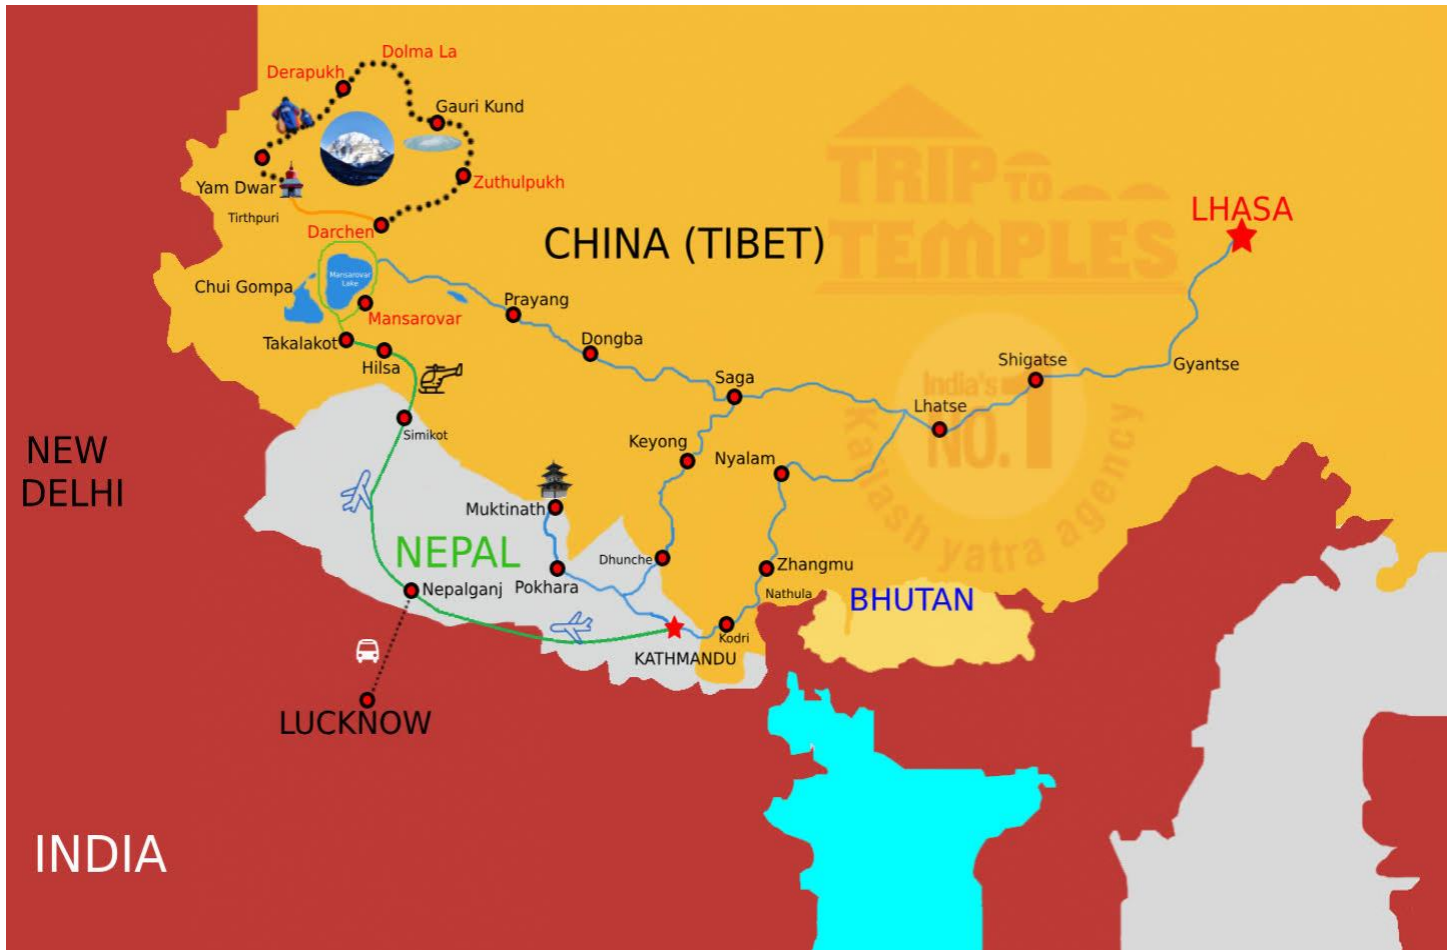 Dolma La
Derapukh
Gauri Kund
Yam Dwar
Zuthulpukh
Tirthpuri
Darchen
TRIP TO
TEMPLES
LHASA
CHINA (TIBET)
Mansarovar
Lake
Chui Gompa
Mansarovar
Prayang
Takalakot
Hilsa
Dongba
Shigatse
Gyantse
Saga
India's
NO.1
Lhatse
Kailash yatra agency
Simikot
Keyong
Nyalam
NEW
DELHI
Muktinath
NEPAL
Dhunche
Zhangmu
Pokhara
Nepalganj
Nathula
BHUTAN
Kodri
KATHMANDU
LUCKNOW
INDIA